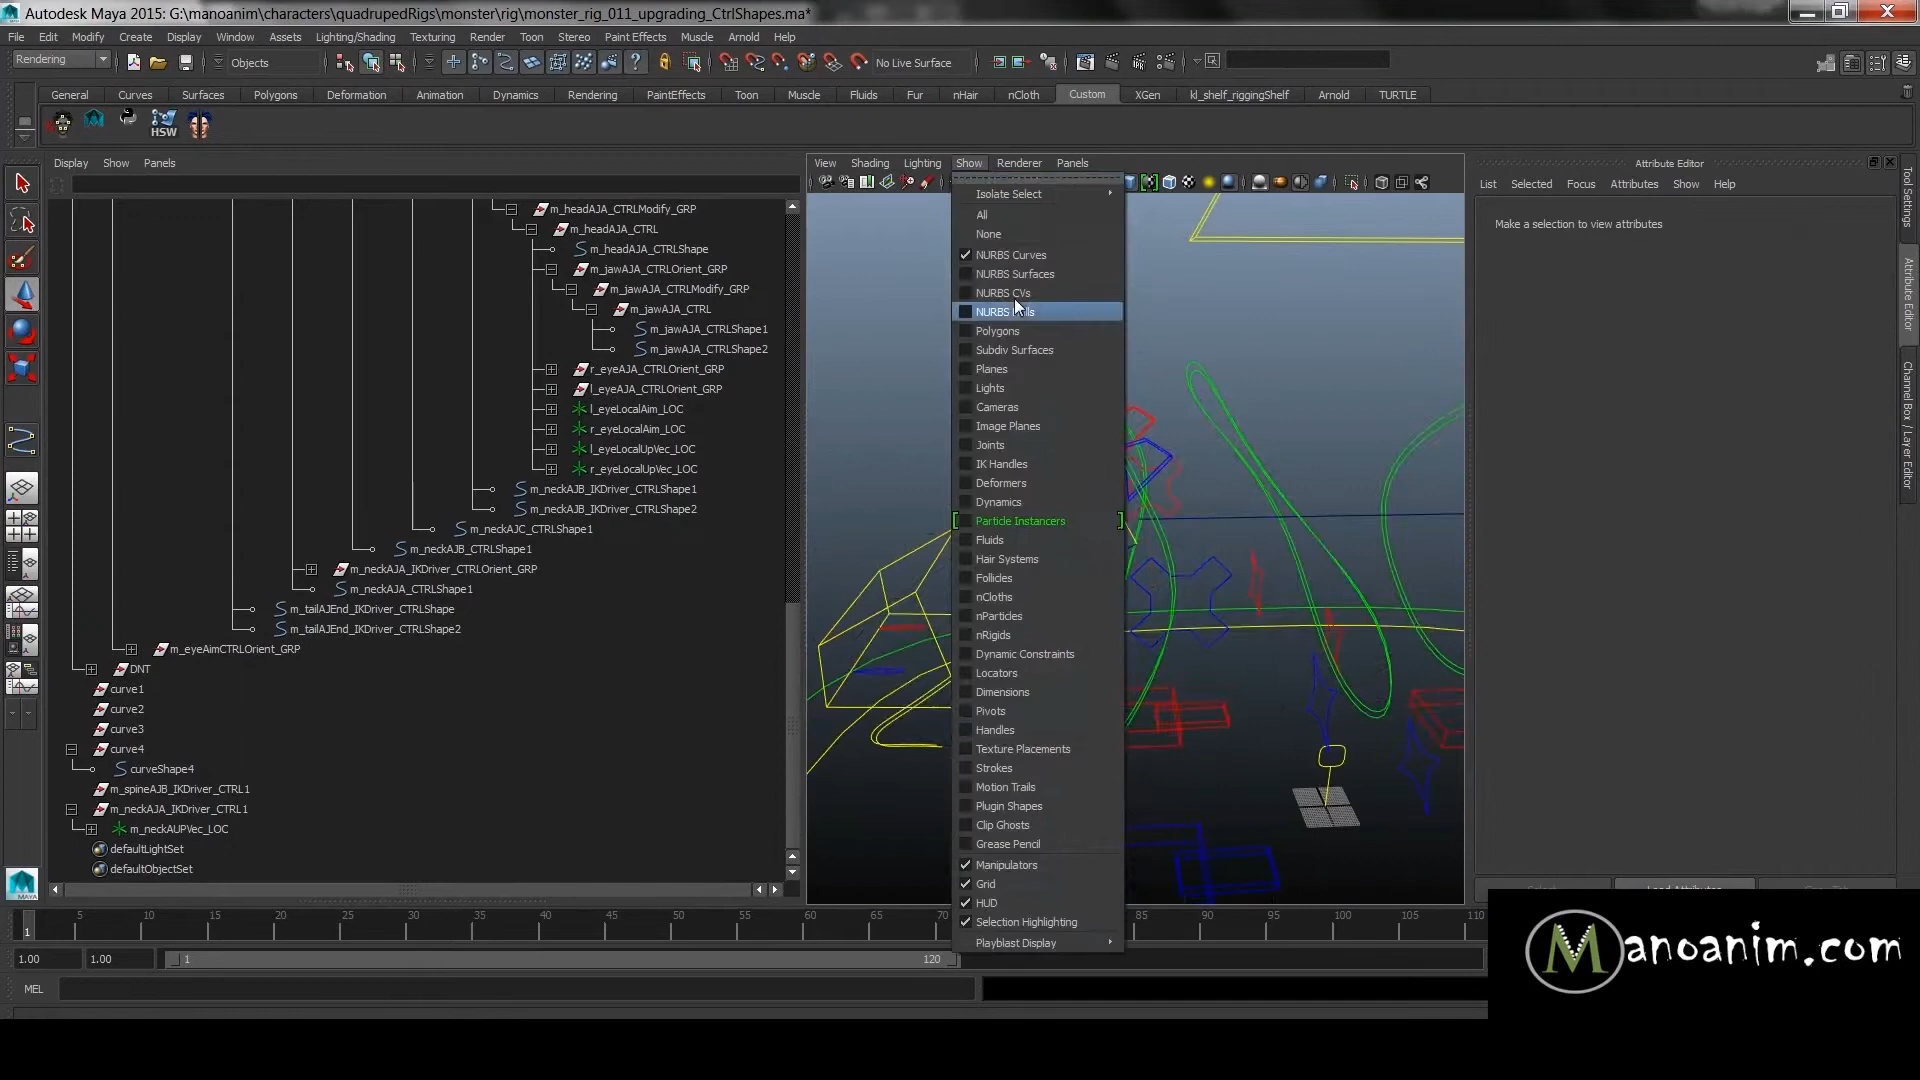 Autodesk Maya 2015: G:\manoanim\characters\quadrupedRigs\monster\rig\monster_rig_011_upgrading_CtrlShapes.ma*
File Edit Modify Create Display Window Assets Lighting/Shading Texturing Render Toon Stereo Paint Effects Muscle Arnold Help
Rendering Objects No Live Surface
General Curves Surfaces Polygons Deformation Animation Dynamics Rendering PaintEffects Toon Muscle Fluids Fur nHair nCloth Custom XGen kl_shelf_riggingShelf Arnold TURTLE
HSW
Display Show Panels
m_headAJA_CTRLModify_GRP
m_headAJA_CTRL
m_headAJA_CTRLShape
m_jawAJA_CTRLOrient_GRP
m_jawAJA_CTRLModify_GRP
m_jawAJA_CTRL
m_jawAJA_CTRLShape1
m_jawAJA_CTRLShape2
r_eyeAJA_CTRLOrient_GRP
l_eyeAJA_CTRLOrient_GRP
l_eyeLocalAim_LOC
r_eyeLocalAim_LOC
l_eyeLocalUpVec_LOC
r_eyeLocalUpVec_LOC
m_neckAJB_IKDriver_CTRLShape1
m_neckAJB_IKDriver_CTRLShape2
m_neckAJC_CTRLShape1
m_neckAJB_CTRLShape1
m_neckAJA_IKDriver_CTRLOrient_GRP
m_neckAJA_CTRLShape1
m_tailAJEnd_IKDriver_CTRLShape
m_tailAJEnd_IKDriver_CTRLShape2
m_eyeAimCTRLOrient_GRP
DNT
curve1
curve2
curve3
curve4
curveShape4
m_spineAJB_IKDriver_CTRL1
m_neckAJA_IKDriver_CTRL1
m_neckAUPVec_LOC
defaultLightSet
defaultObjectSet
View Shading Lighting Show Renderer Panels
Isolate Select
All
None
NURBS Curves
NURBS Surfaces
NURBS CVs
NURBS
Polygons
Subdiv Surfaces
Planes
Lights
Cameras
Image Planes
Joints
IK Handles
Deformers
Dynamics
Particle Instancers
Fluids
Hair Systems
Follicles
nCloths
nParticles
nRigids
Dynamic Constraints
Locators
Dimensions
Pivots
Handles
Texture Placements
Strokes
Motion Trails
Plugin Shapes
Clip Ghosts
Grease Pencil
Manipulators
Grid
HUD
Selection Highlighting
Playblast Display
Attribute Editor
List Selected Focus Attributes Show Help
Make a selection to view attributes
Tool Settings
Attribute Editor
Channel Box / Layer Editor
MAYA
5 10 15 20 25 30 35 40 45 50 55 60 65 70 85 90 95 100 105 110
1
1.00 1.00 1 120
MEL
Manoanim.com